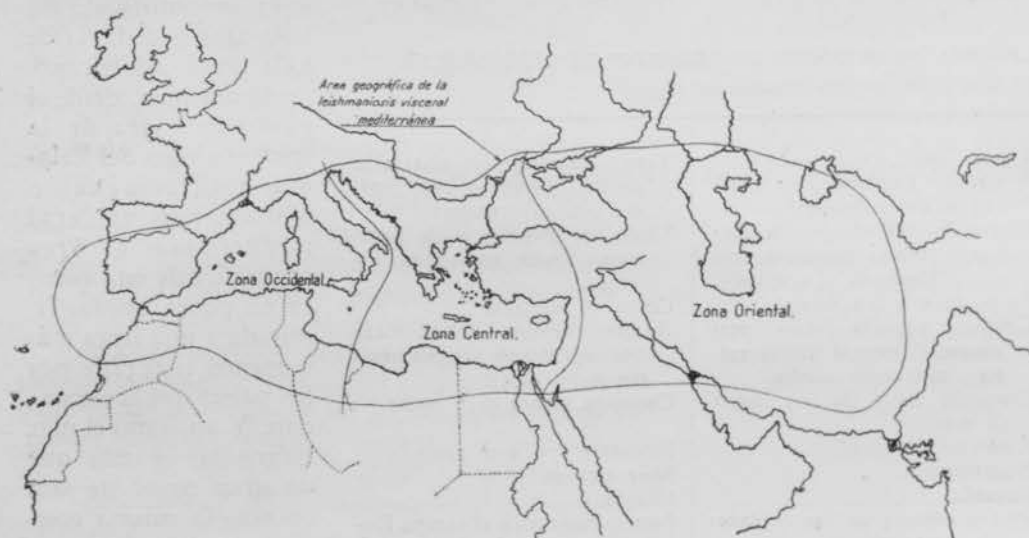 Area geográfica de la
leishmaniosis visceral
mediterránea
Zona Occidental.
Zona Central.
Zona Oriental.